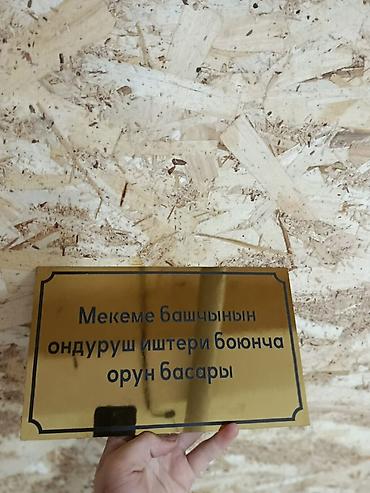 Мекеме башчынын
ондуруш иштери боюнча
орун басары